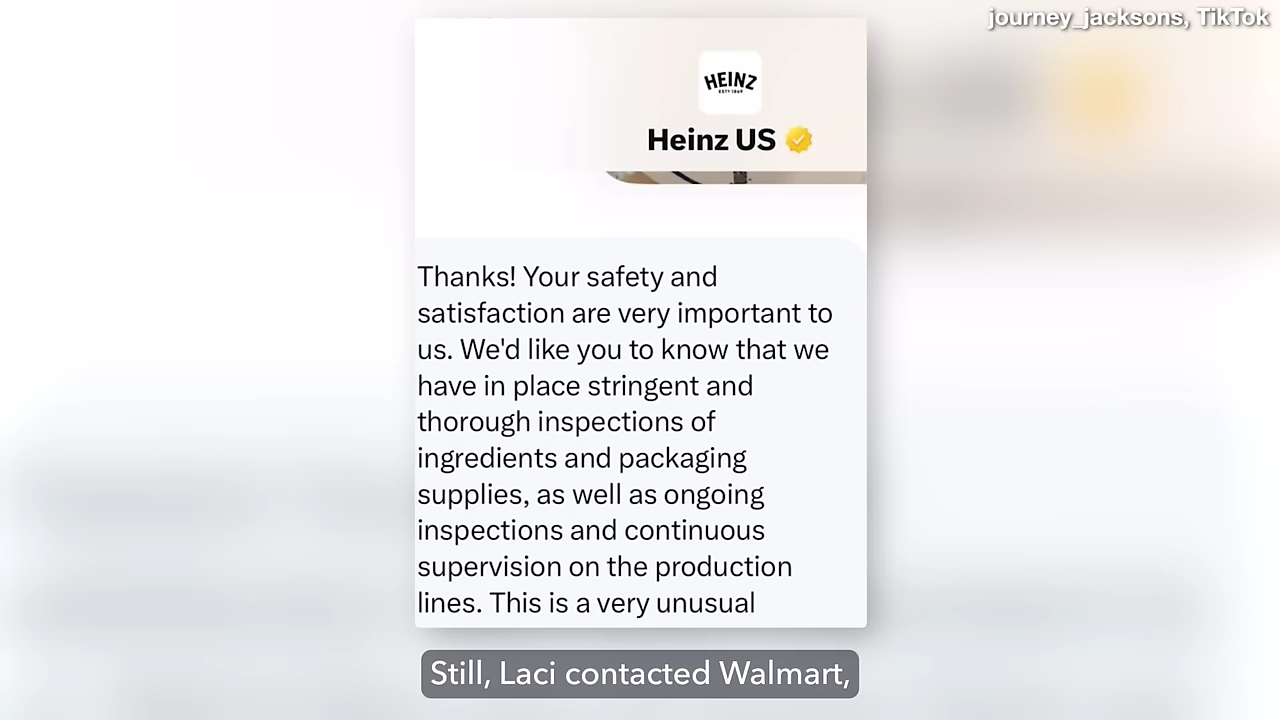 journey_jacksons, TikTok
HEINZ
ESTD 1869
Heinz US
Thanks! Your safety and
satisfaction are very important to
us. We'd like you to know that we
have in place stringent and
thorough inspections of
ingredients and packaging
supplies, as well as ongoing
inspections and continuous
supervision on the production
lines. This is a very unusual
Still, Laci contacted Walmart,